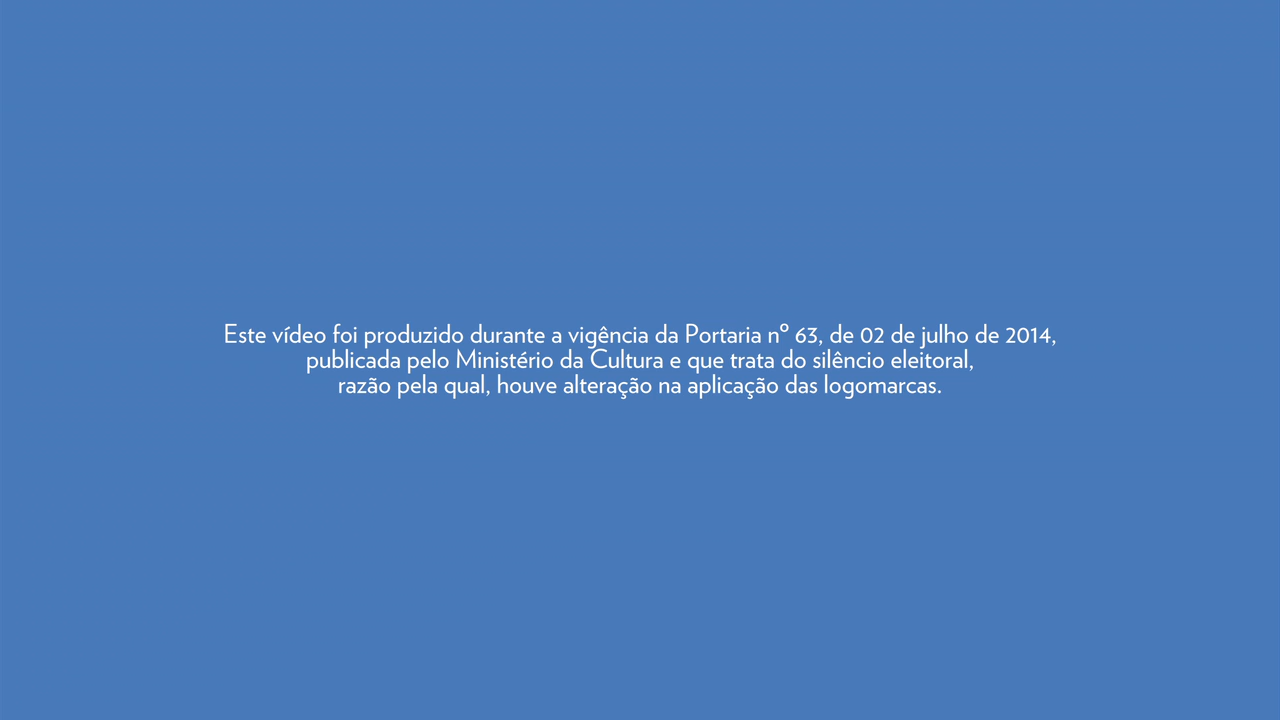 Este vídeo foi produzido durante a vigência da Portaria nº 63, de 02 de julho de 2014,
publicada pelo Ministério da Cultura e que trata do silêncio eleitoral,
razão pela qual, houve alteração na aplicação das logomarcas.